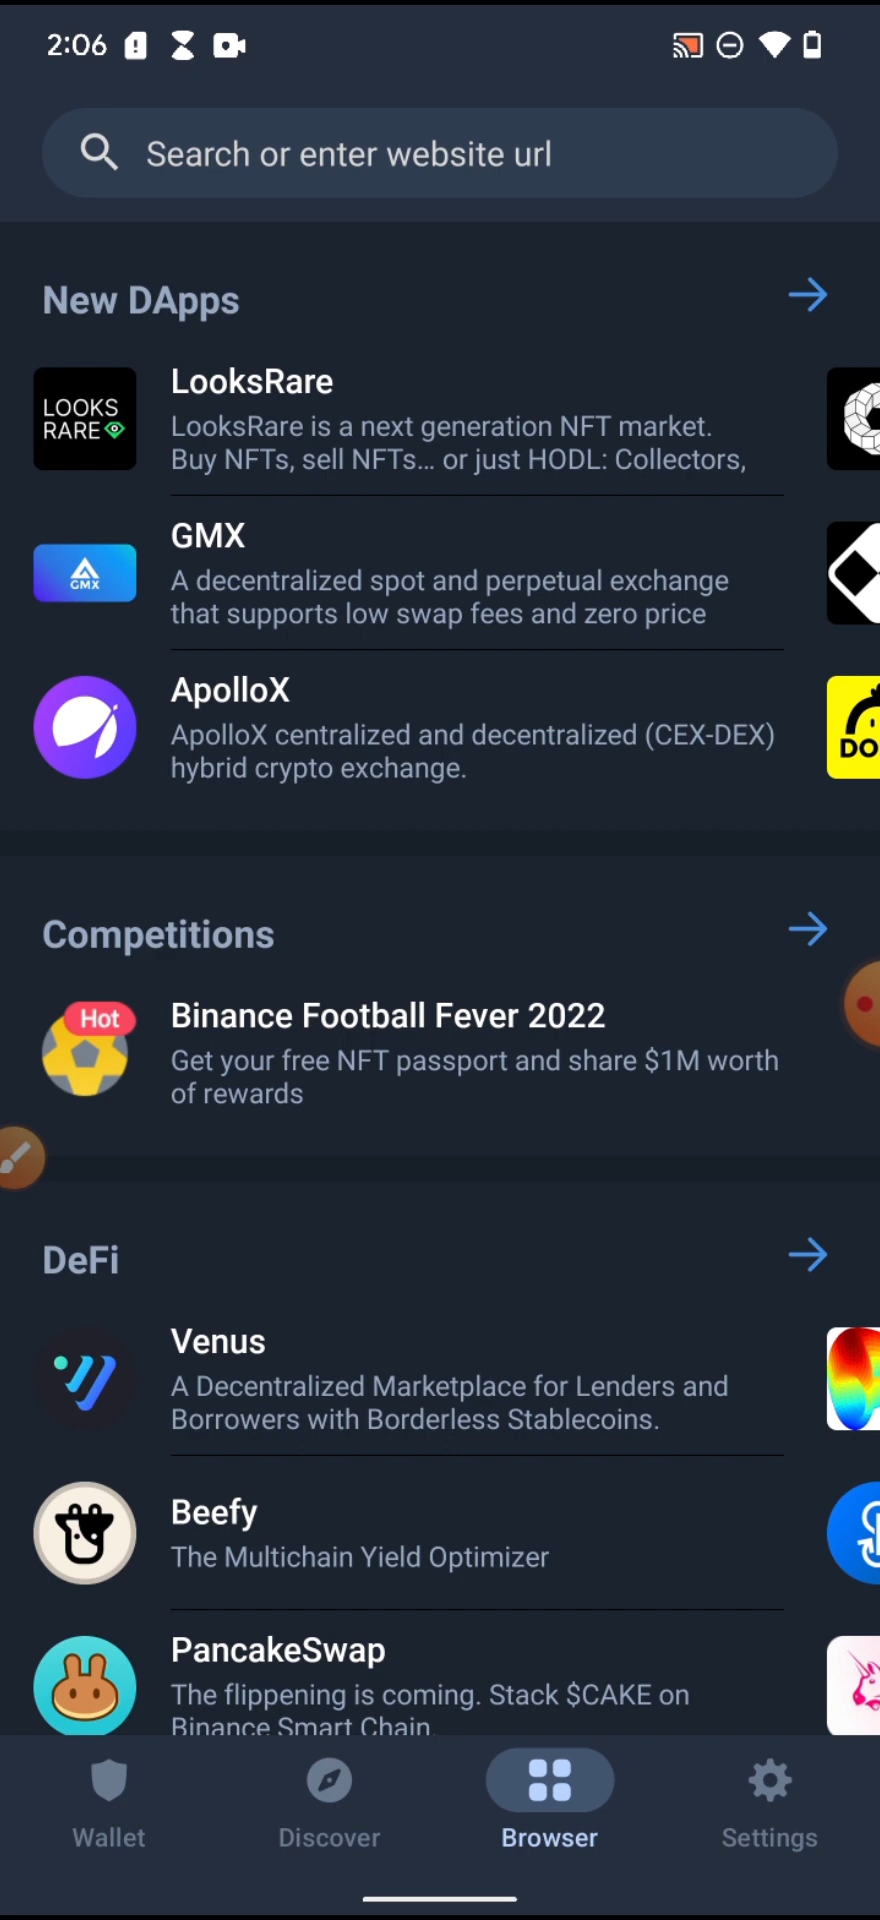 2:06
Search or enter website url
New DApps
LOOKS
RARE
LooksRare
LooksRare is a next generation NFT market.
Buy NFTs, sell NFTs... or just HODL: Collectors,
GMX
GMX
A decentralized spot and perpetual exchange
that supports low swap fees and zero price
ApolloX
ApolloX centralized and decentralized (CEX-DEX)
hybrid crypto exchange.
DO
Competitions
Hot
Binance Football Fever 2022
Get your free NFT passport and share $1M worth
of rewards
DeFi
Venus
A Decentralized Marketplace for Lenders and
Borrowers with Borderless Stablecoins.
Beefy
The Multichain Yield Optimizer
PancakeSwap
The flippening is coming. Stack $CAKE on
Binance Smart Chain.
Wallet
Discover
Browser
Settings